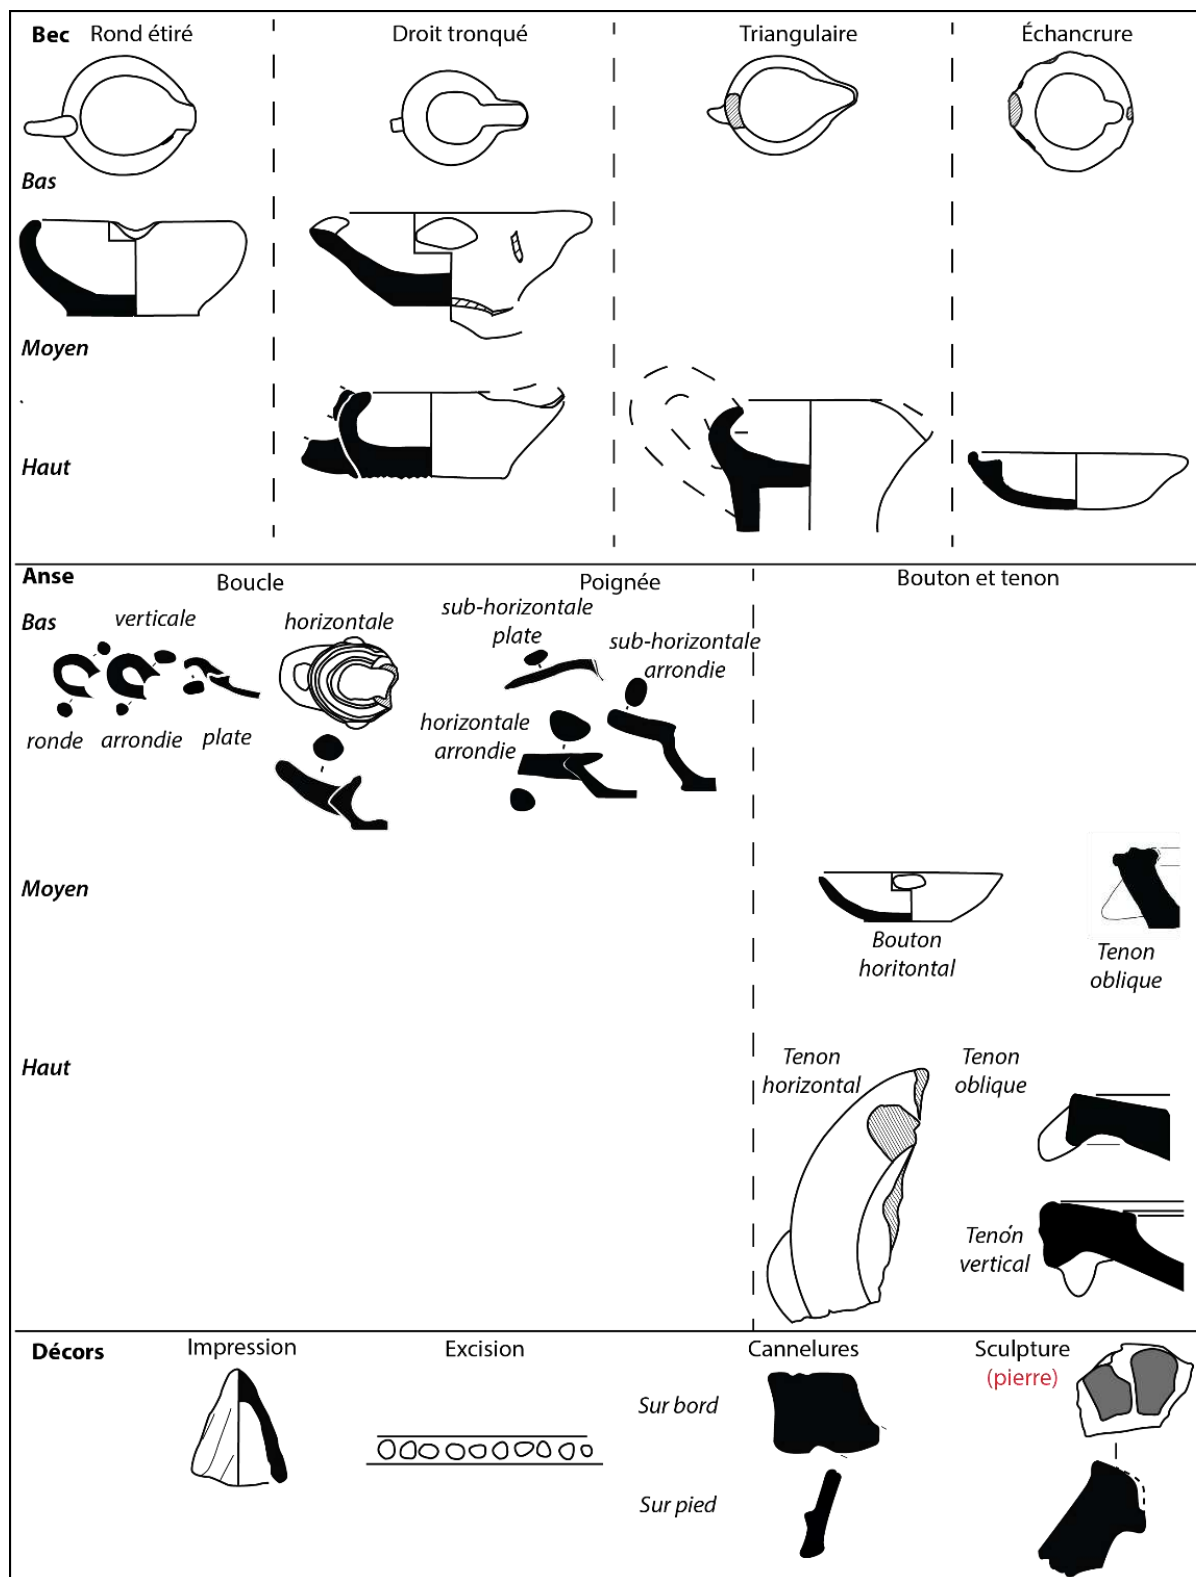 Bec Rond étiré Droit tronqué Triangulaire Échancrure
Bas
Moyen
Haut
Anse Boucle Poignée Bouton et tenon
Bas verticale horizontale sub-horizontale
plate
sub-horizontale
arrondie
horizontale
arrondie
ronde arrondie plate
Moyen
Bouton
horitontal
Tenon
oblique
Haut
Tenon
horizontal
Tenon
oblique
Tenon
vertical
Décors Impression Excision Cannelures Sculpture
(pierre)
Sur bord
Sur pied